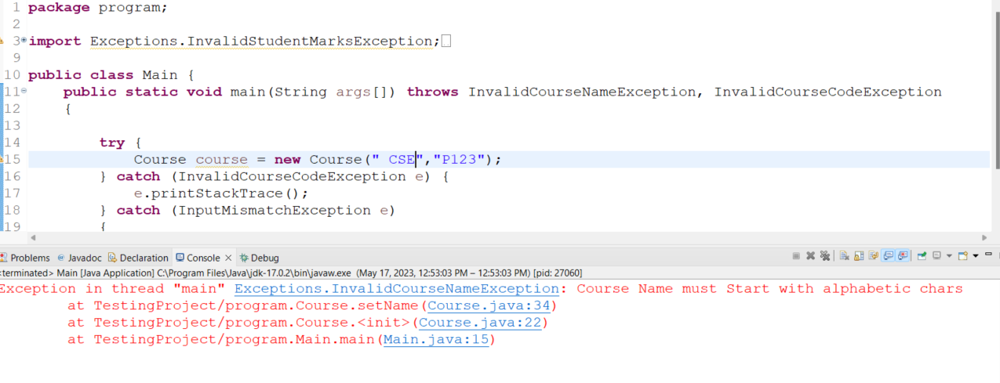 1 package program;
2
3 import Exceptions.InvalidStudentMarksException;
9
10 public class Main {
11 public static void main(String args[]) throws InvalidCourseNameException, InvalidCourseCodeException
12 {
13
14 try {
15 Course course = new Course(" CSE","P123");
16 } catch (InvalidCourseCodeException e) {
17 e.printStackTrace();
18 } catch (InputMismatchException e)
19 {
Problems @ Javadoc Declaration Console Debug
<terminated> Main [Java Application] C:\Program Files\Java\jdk-17.0.2\bin\javaw.exe (May 17, 2023, 12:53:03 PM – 12:53:03 PM) [pid: 27060]
Exception in thread "main" Exceptions.InvalidCourseNameException: Course Name must Start with alphabetic chars
at TestingProject/program.Course.setName(Course.java:34)
at TestingProject/program.Course.<init>(Course.java:22)
at TestingProject/program.Main.main(Main.java:15)